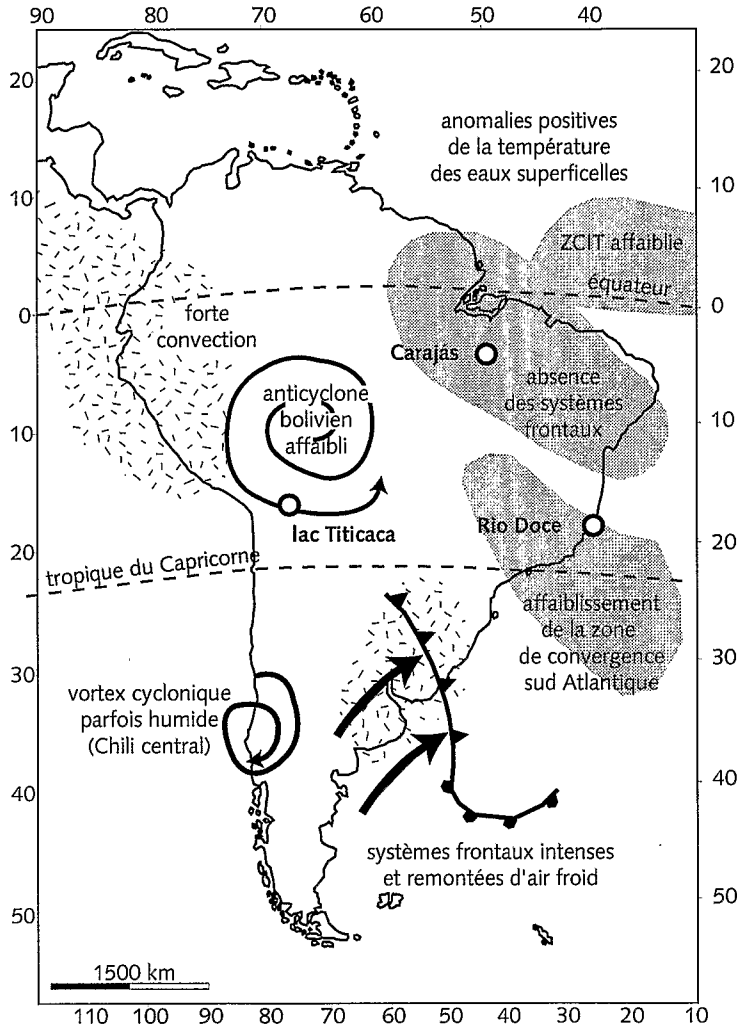 90 80 70 60 50 40 30 20 10
20 20
anomalies positives
de la température
des eaux superficelles
10 10
ZCIT affaiblie
équateur
0 0
forte
convection
Carajás
absence
des systèmes
frontaux
anticyclone
bolivien
affaibli
10 10
lac Titicaca
Rio Doce
20 20
tropique du Capricorne
affaiblissement
de la zone
de convergence
sud Atlantique
30 30
vortex cyclonique
parfois humide
(Chili central)
40 40
systèmes frontaux intenses
et remontées d'air froid
50 50
1500 km
110 100 90 80 70 60 50 40 30 20 10